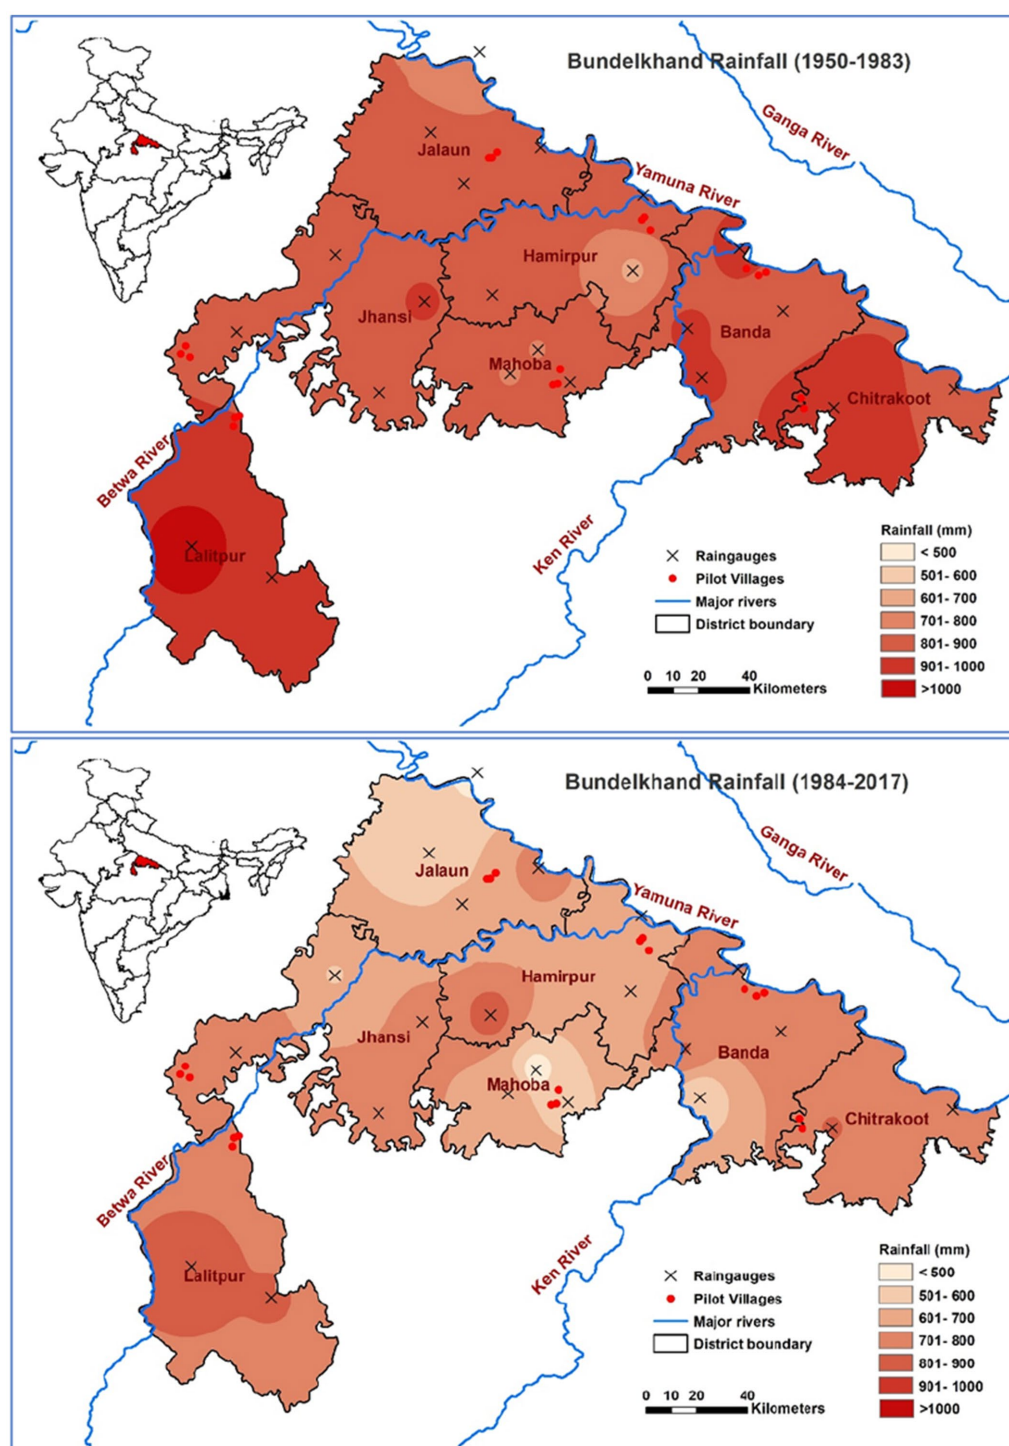 Bundelkhand Rainfall (1950-1983)
Ganga River
Jalaun
Yamuna River
Hamirpur
Jhansi
Banda
Mahoba
Chitrakoot
Betwa River
Lalitpur
Ken River
Raingauges
Pilot Villages
Major rivers
District boundary
0 10 20 40
Kilometers
Rainfall (mm)
< 500
501- 600
601- 700
701- 800
801- 900
901- 1000
>1000
Bundelkhand Rainfall (1984-2017)
Ganga River
Jalaun
Yamuna River
Hamirpur
Jhansi
Banda
Mahoba
Chitrakoot
Betwa River
Lalitpur
Ken River
Raingauges
Pilot Villages
Major rivers
District boundary
0 10 20 40
Kilometers
Rainfall (mm)
< 500
501- 600
601- 700
701- 800
801- 900
901- 1000
>1000